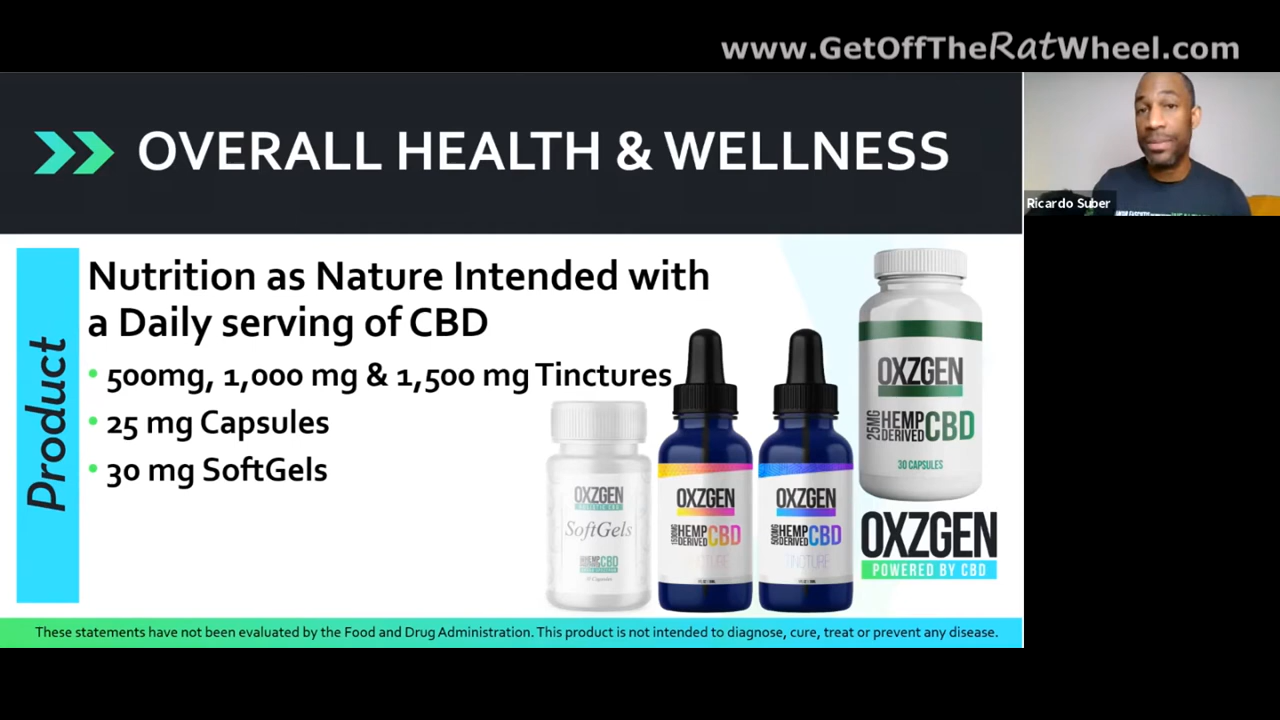 www.GetOffTheRatWheel.com
OVERALL HEALTH & WELLNESS
Ricardo Suber
Product
Nutrition as Nature Intended with
a Daily serving of CBD
• 500mg, 1,000 mg & 1,500 mg Tinctures
• 25 mg Capsules
• 30 mg SoftGels
OXZGEN
SoftGels
OXZGEN
HEMP
DERIVED CBD
TINCTURE
OXZGEN
HEMP
DERIVED CBD
TINCTURE
OXZGEN
25MG
HEMP
DERIVED CBD
30 CAPSULES
OXZGEN
POWERED BY CBD
These statements have not been evaluated by the Food and Drug Administration. This product is not intended to diagnose, cure, treat or prevent any disease.